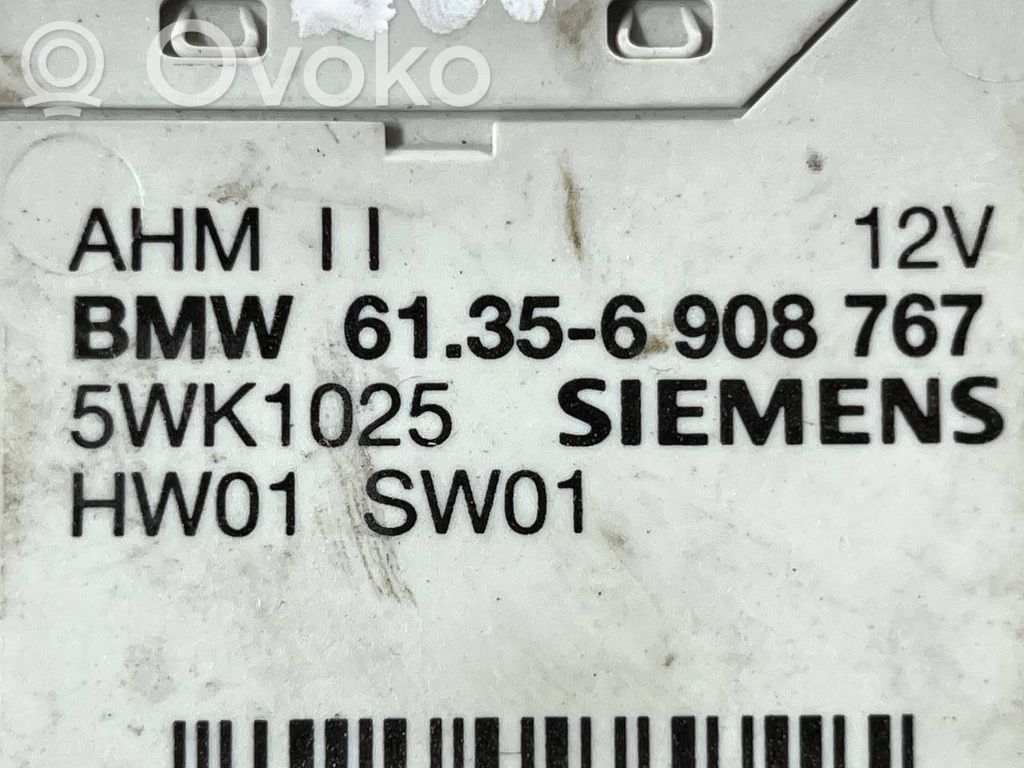 Ovoko
AHM II 12V
BMW 61.35-6 908 767
5WK1025 SIEMENS
HW01 SW01